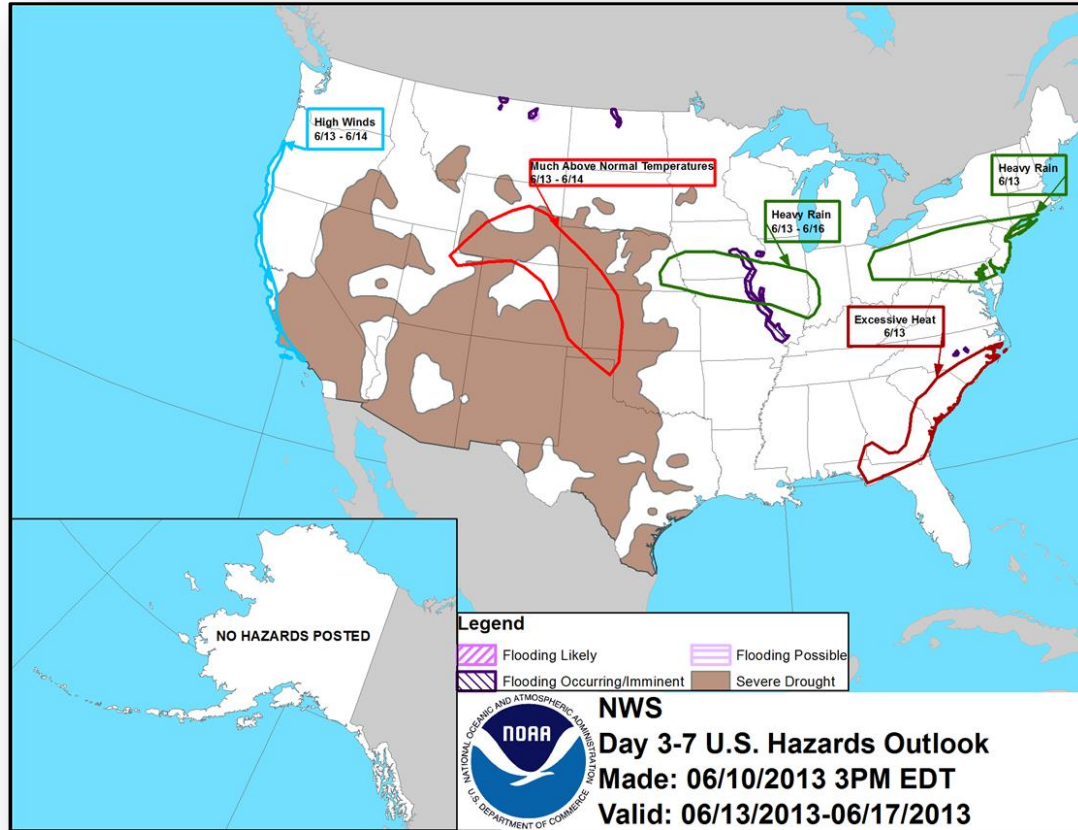 High Winds
6/13 - 6/14
Much Above Normal Temperatures
6/13 - 6/14
Heavy Rain
6/13
Heavy Rain
6/13 - 6/16
Excessive Heat
6/13
NO HAZARDS POSTED
Legend
Flooding Likely
Flooding Possible
Flooding Occurring/Imminent
Severe Drought
NATIONAL OCEANIC AND ATMOSPHERIC ADMINISTRATION
NOAA
U.S. DEPARTMENT OF COMMERCE
NWS
Day 3-7 U.S. Hazards Outlook
Made: 06/10/2013 3PM EDT
Valid: 06/13/2013-06/17/2013